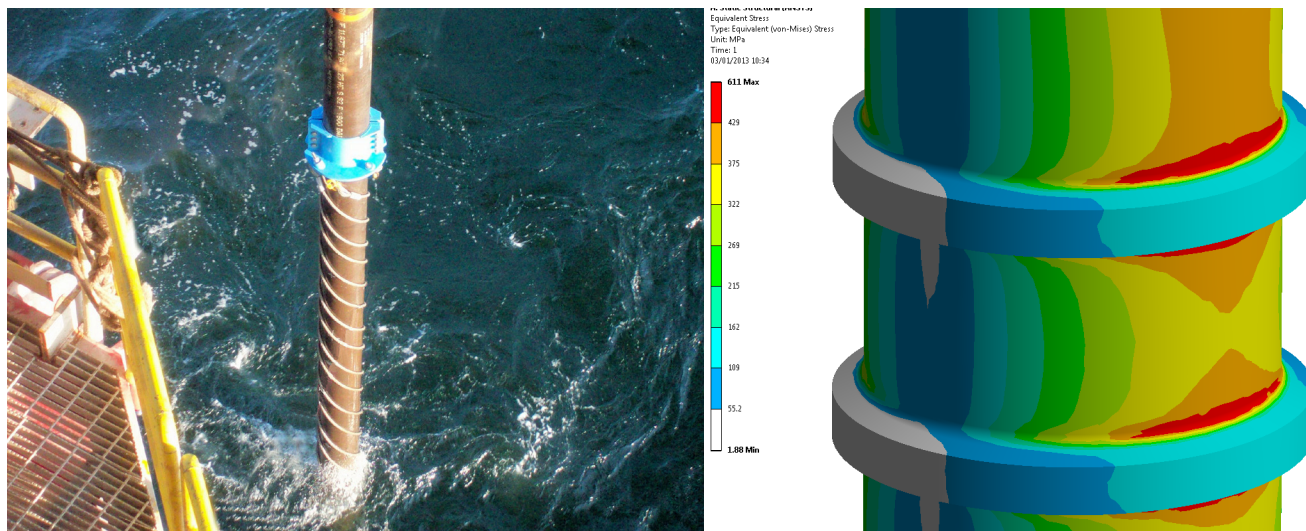 Equivalent Stress
Type: Equivalent (von-Mises) Stress
Unit: MPa
Time: 1
03/01/2013 10:34
611 Max
429
375
322
269
215
162
109
55.2
1.88 Min